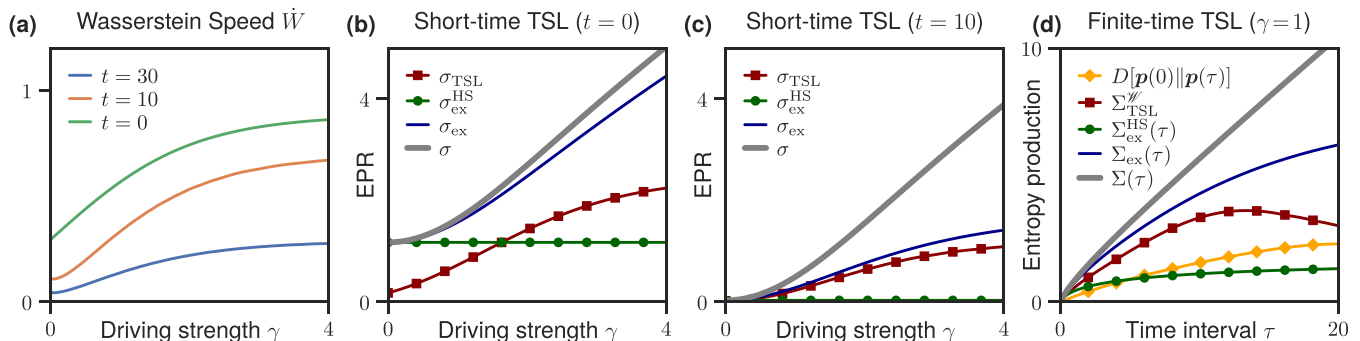 (a) Wasserstein Speed Ẇ
1
0
t = 30
t = 10
t = 0
0
4
Driving strength γ
(b) Short-time TSL (t = 0)
EPR
4
0
σ_TSL
σ_ex^HS
σ_ex
σ
0
4
Driving strength γ
(c) Short-time TSL (t = 10)
EPR
4
0
σ_TSL
σ_ex^HS
σ_ex
σ
0
4
Driving strength γ
(d) Finite-time TSL (γ = 1)
Entropy production
10
0
D[p(0)‖p(τ)]
Σ_TSL^𝒲
Σ_ex^HS(τ)
Σ_ex(τ)
Σ(τ)
0
20
Time interval τ